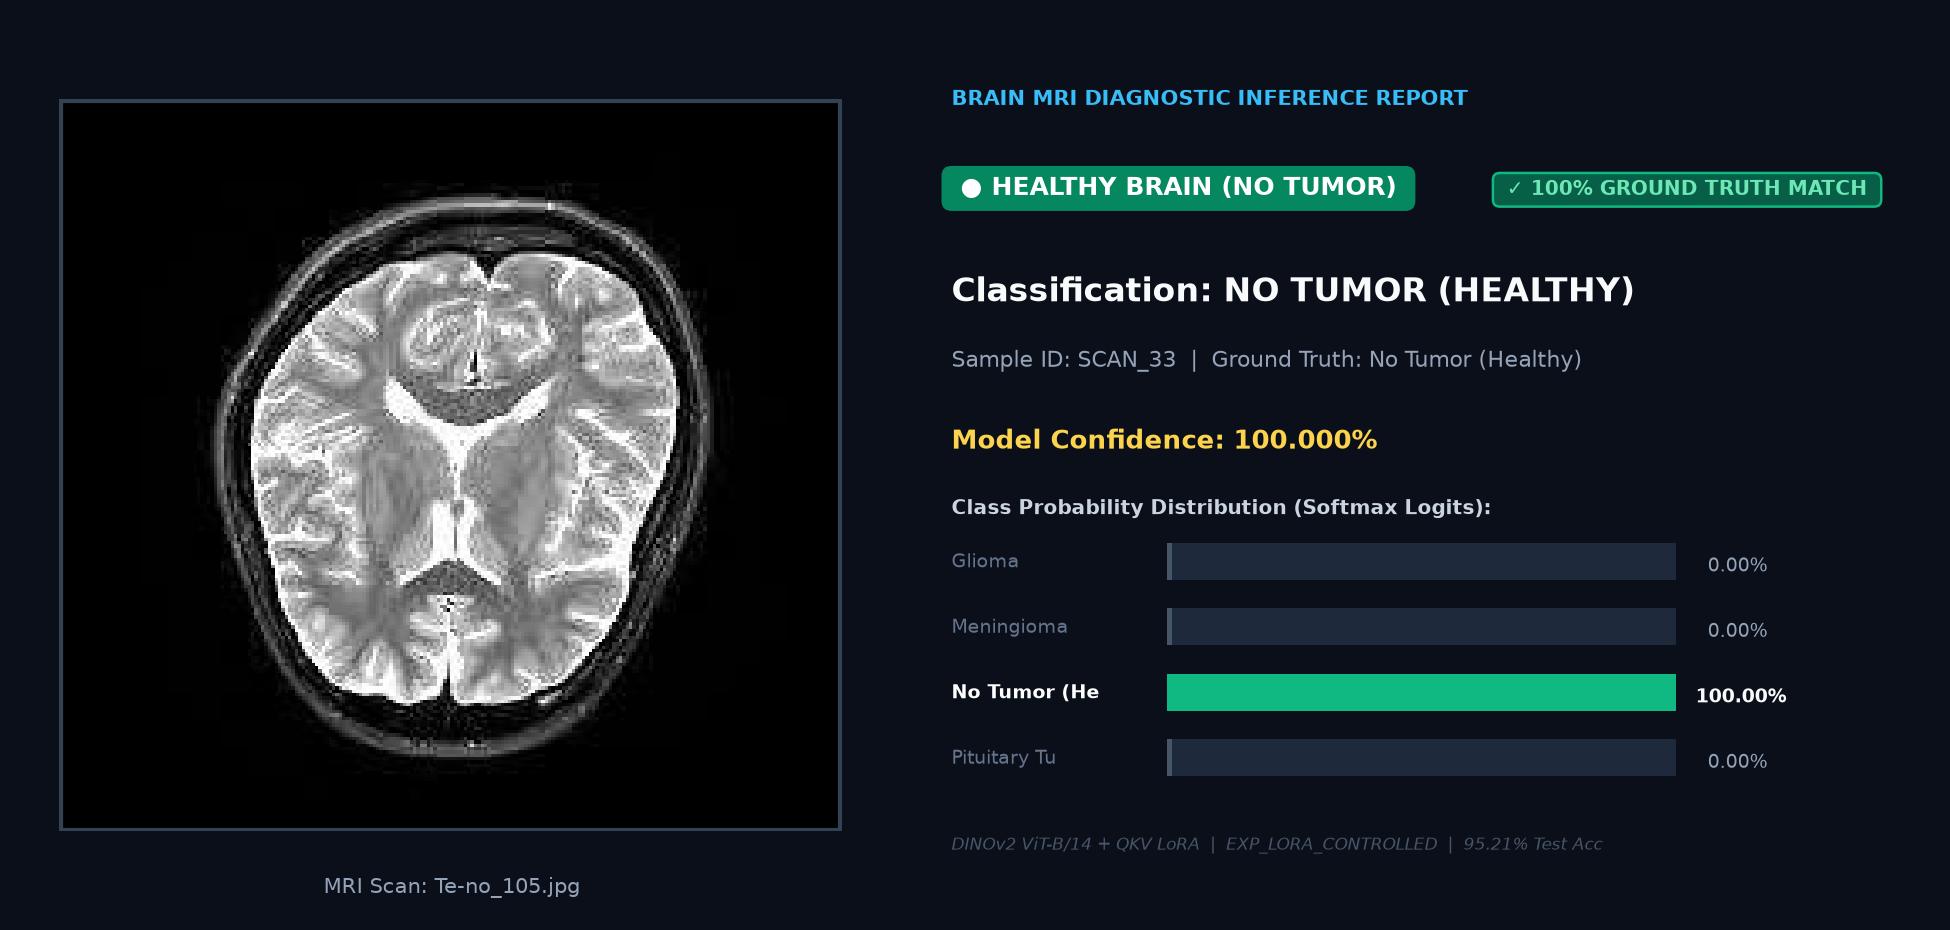 BRAIN MRI DIAGNOSTIC INFERENCE REPORT
● HEALTHY BRAIN (NO TUMOR)
✓ 100% GROUND TRUTH MATCH
Classification: NO TUMOR (HEALTHY)
Sample ID: SCAN_33 | Ground Truth: No Tumor (Healthy)
Model Confidence: 100.000%
Class Probability Distribution (Softmax Logits):
Glioma 0.00%
Meningioma 0.00%
No Tumor (He 100.00%
Pituitary Tu 0.00%
DINOv2 ViT-B/14 + QKV LoRA | EXP_LORA_CONTROLLED | 95.21% Test Acc
MRI Scan: Te-no_105.jpg